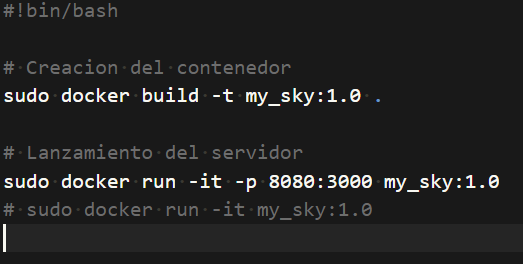 #!bin/bash
# Creacion del contenedor
sudo docker build -t my_sky:1.0 .
# Lanzamiento del servidor
sudo docker run -it -p 8080:3000 my_sky:1.0
# sudo docker run -it my_sky:1.0